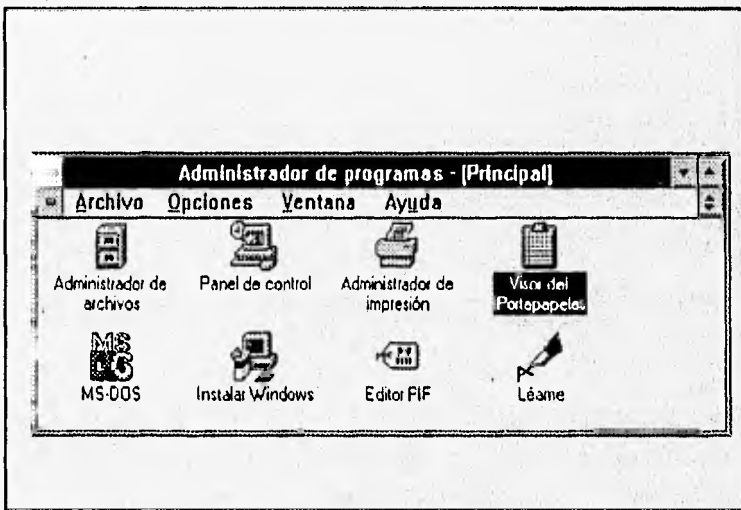 Administrador de programas - [Principal]
Archivo Opciones Ventana Ayuda
Administrador de
archivos
Panel de control
Administrador de
impresión
Visor del
Portapapeles
MS-DOS
Instalar Windows
Editor PIF
Léame